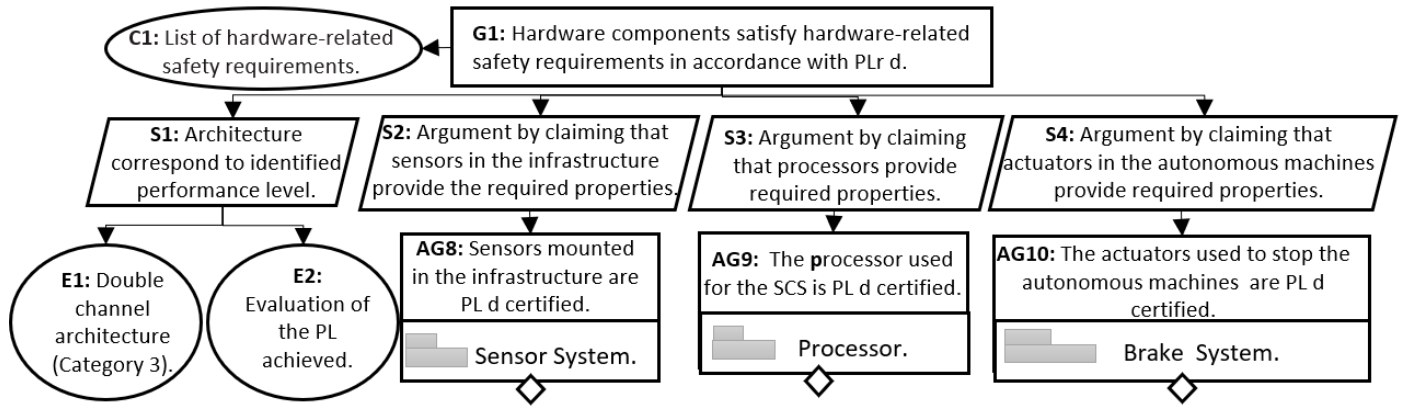 C1: List of hardware-related
safety requirements.
G1: Hardware components satisfy hardware-related
safety requirements in accordance with PLr d.
S1: Architecture
correspond to identified
performance level.
S2: Argument by claiming that
sensors in the infrastructure
provide the required properties.
S3: Argument by claiming
that processors provide
required properties.
S4: Argument by claiming that
actuators in the autonomous machines
provide required properties.
E1: Double
channel
architecture
(Category 3).
E2:
Evaluation of
the PL
achieved.
AG8: Sensors mounted
in the infrastructure are
PL d certified.
Sensor System.
AG9: The processor used
for the SCS is PL d certified.
Processor.
AG10: The actuators used to stop the
autonomous machines are PL d
certified.
Brake System.